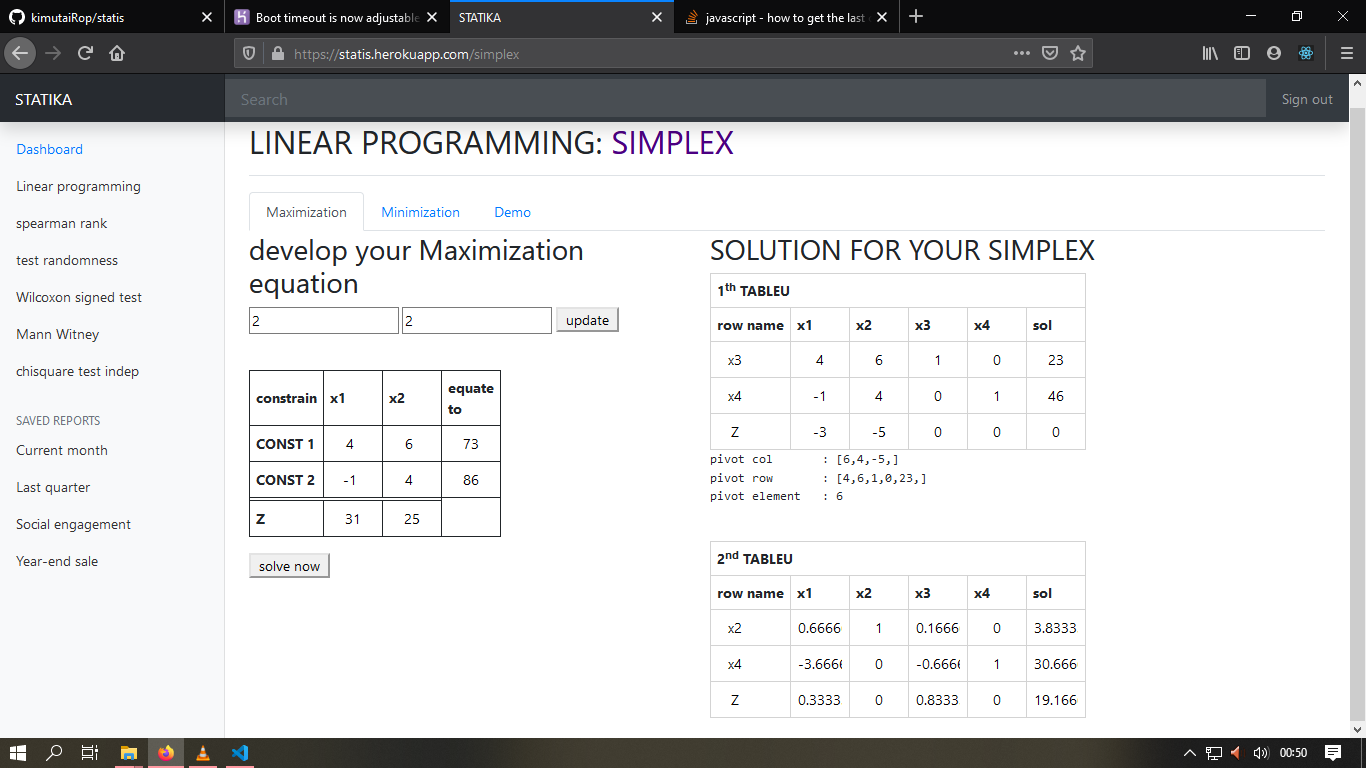 kimutaiRop/statis
Boot timeout is now adjustable
STATIKA
javascript - how to get the last
https://statis.herokuapp.com/simplex
STATIKA
Search
Sign out
Dashboard
Linear programming
spearman rank
test randomness
Wilcoxon signed test
Mann Witney
chisquare test indep
SAVED REPORTS
Current month
Last quarter
Social engagement
Year-end sale
LINEAR PROGRAMMING: SIMPLEX
Maximization Minimization Demo
develop your Maximization
equation
2 2 update
constrain x1 x2 equate to
CONST 1 4 6 73
CONST 2 -1 4 86
Z 31 25
solve now
SOLUTION FOR YOUR SIMPLEX
1th TABLEU
row name x1 x2 x3 x4 sol
x3 4 6 1 0 23
x4 -1 4 0 1 46
Z -3 -5 0 0 0
pivot col : [6,4,-5,]
pivot row : [4,6,1,0,23,]
pivot element : 6
2nd TABLEU
row name x1 x2 x3 x4 sol
x2 0.6666 1 0.1666 0 3.8333
x4 -3.6666 0 -0.6666 1 30.666
Z 0.3333 0 0.8333 0 19.166
00:50